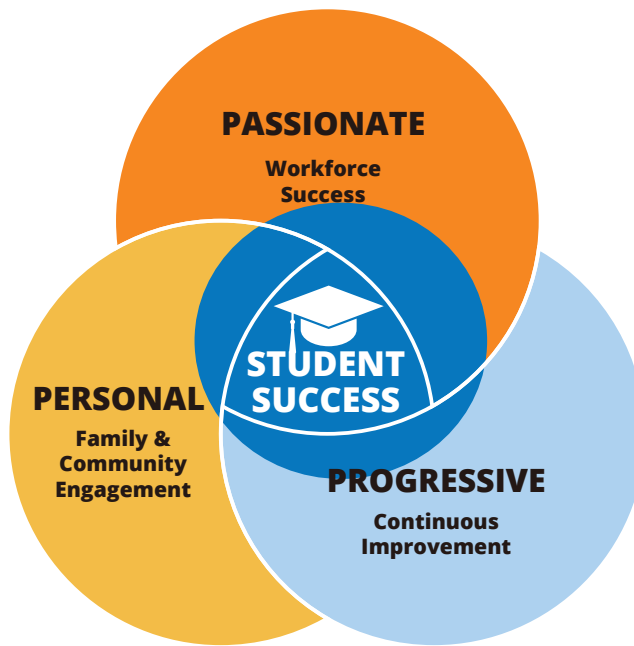 PASSIONATE
Workforce
Success
STUDENT
SUCCESS
PERSONAL
Family &
Community
Engagement
PROGRESSIVE
Continuous
Improvement